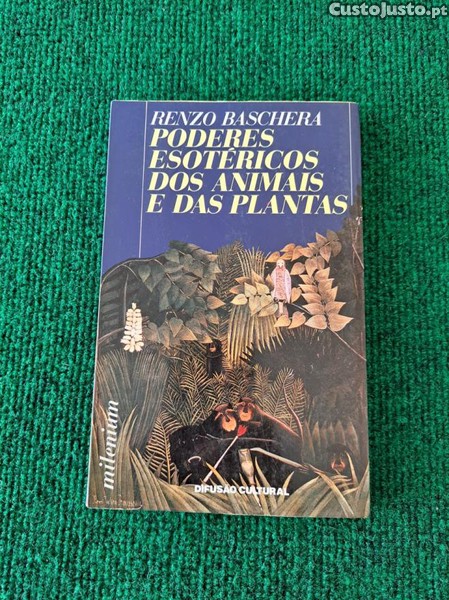 CustoJusto.pt
RENZO BASCHERA
PODERES
ESOTÉRICOS
DOS ANIMAIS
E DAS PLANTAS
milenium
DIFUSÃO CULTURAL